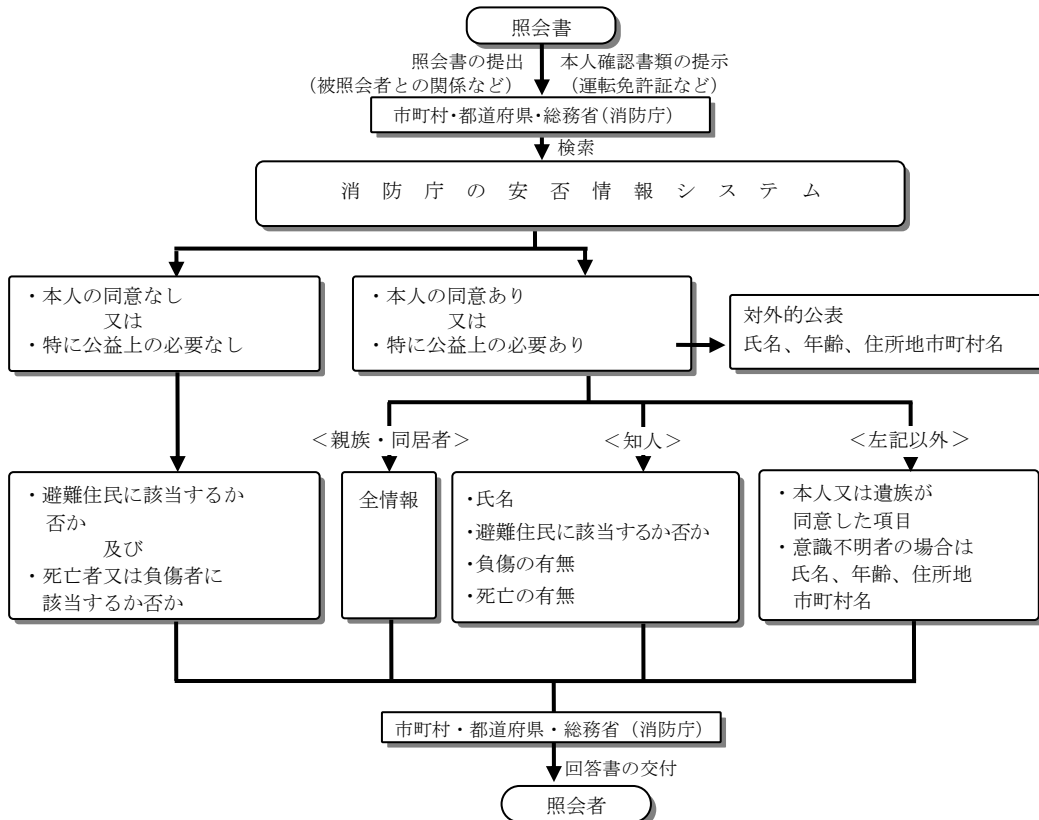 照会書
照会書の提出
(被照会者との関係など)
本人確認書類の提示
(運転免許証など)
市町村・都道府県・総務省(消防庁)
検索
消防庁の安否情報システム
・本人の同意なし
又は
・特に公益上の必要なし
・本人の同意あり
又は
・特に公益上の必要あり
対外的公表
氏名、年齢、住所地市町村名
＜親族・同居者＞
＜知人＞
＜左記以外＞
・避難住民に該当するか
否か
及び
・死亡者又は負傷者に
該当するか否か
全情報
・氏名
・避難住民に該当するか否か
・負傷の有無
・死亡の有無
・本人又は遺族が
同意した項目
・意識不明者の場合は
氏名、年齢、住所地
市町村名
市町村・都道府県・総務省（消防庁）
回答書の交付
照会者